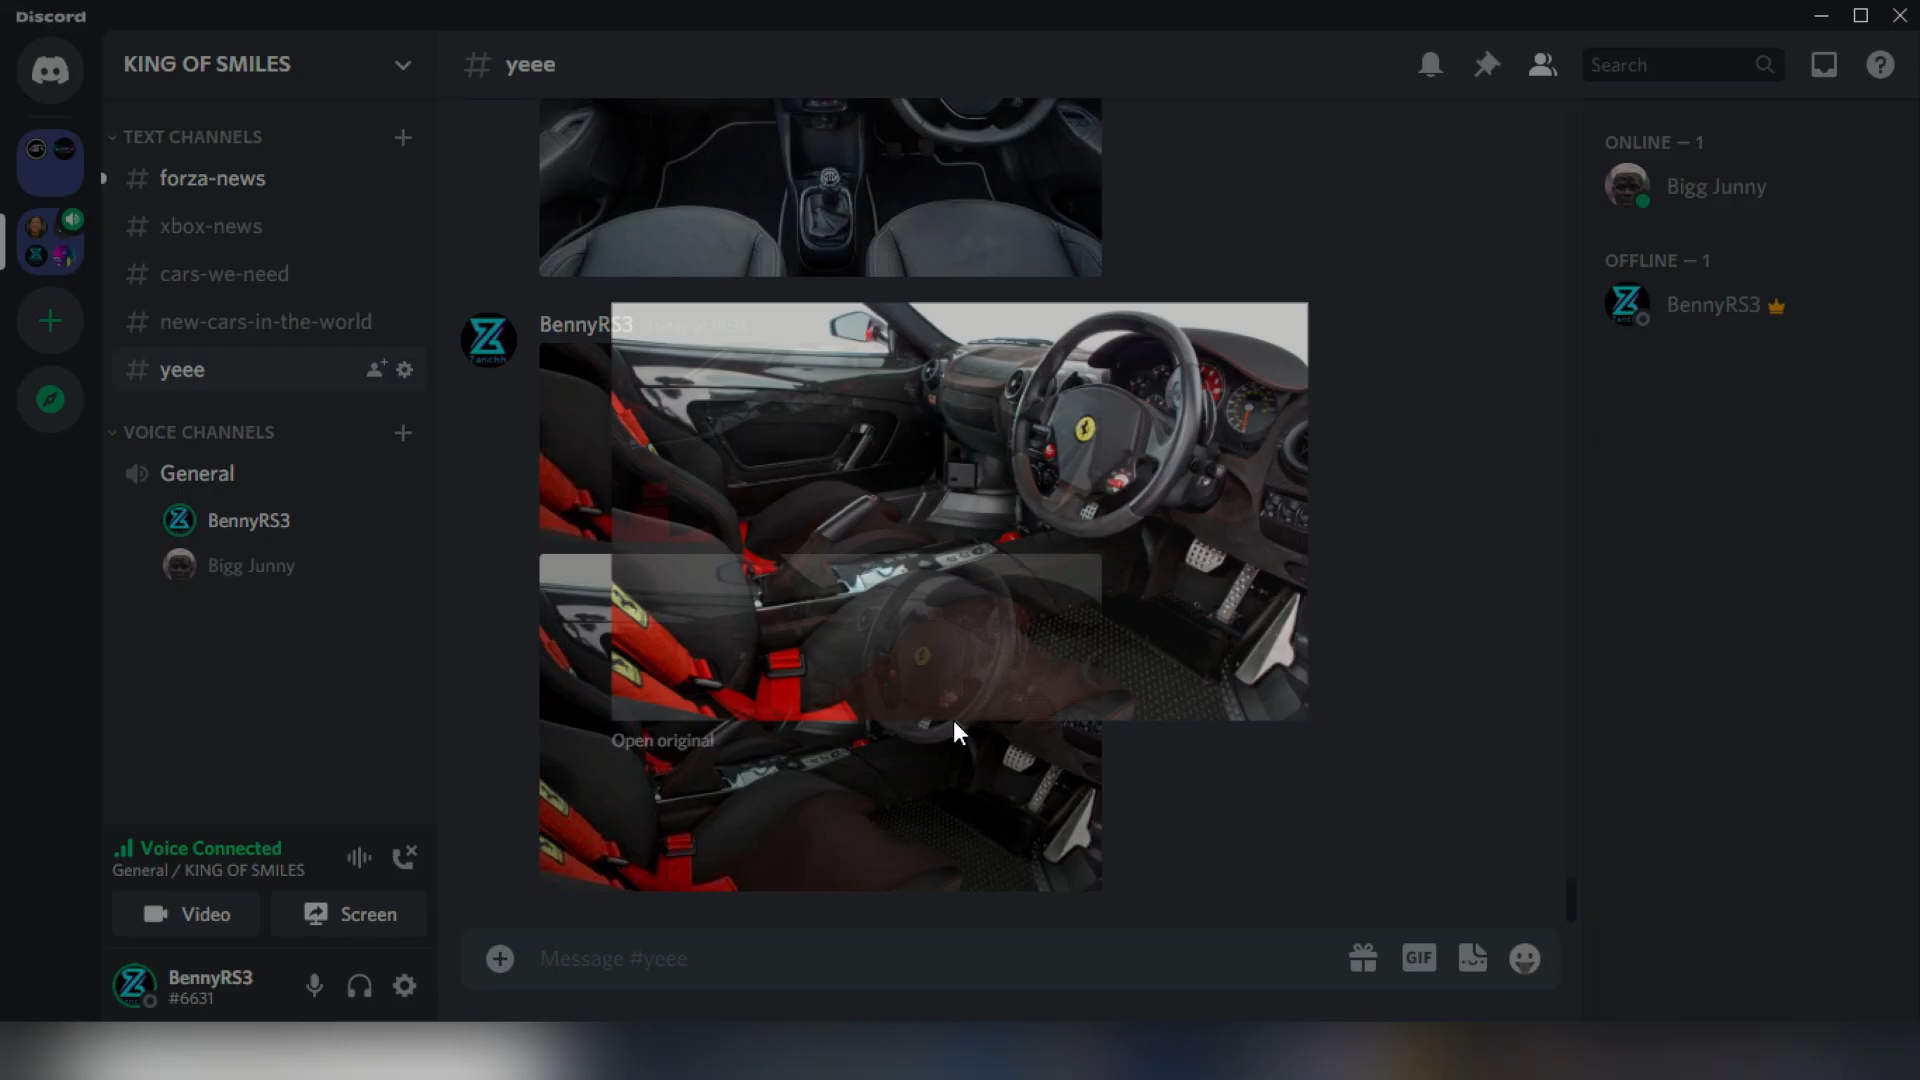 Discord
KING OF SMILES
yeee
Search
TEXT CHANNELS
forza-news
xbox-news
cars-we-need
new-cars-in-the-world
yeee
VOICE CHANNELS
General
BennyRS3
Bigg Junny
Voice Connected
General / KING OF SMILES
Video
Screen
BennyRS3
#6631
BennyRS3
Open original
Message #yeee
GIF
ONLINE — 1
Bigg Junny
OFFLINE — 1
BennyRS3